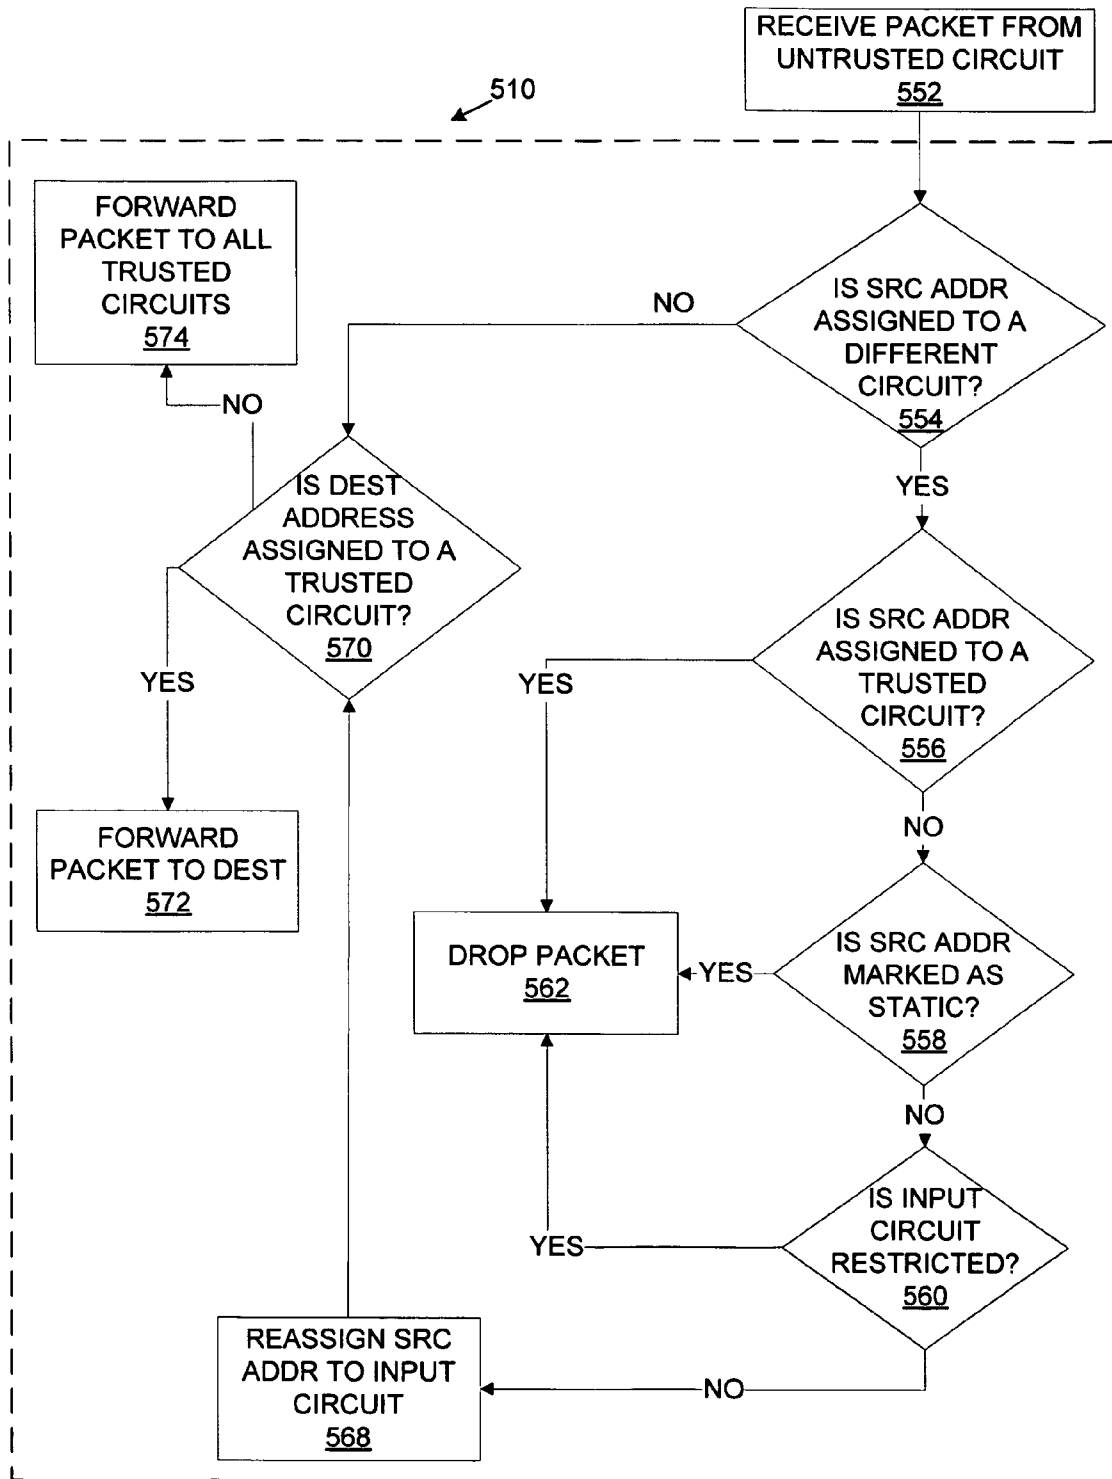 RECEIVE PACKET FROM
UNTRUSTED CIRCUIT
552
510
FORWARD
PACKET TO ALL
TRUSTED
CIRCUITS
574
NO
IS SRC ADDR
ASSIGNED TO A
DIFFERENT
CIRCUIT?
554
NO
YES
IS DEST
ADDRESS
ASSIGNED TO A
TRUSTED
CIRCUIT?
570
IS SRC ADDR
ASSIGNED TO A
TRUSTED
CIRCUIT?
556
YES
YES
NO
FORWARD
PACKET TO DEST
572
DROP PACKET
562
YES
IS SRC ADDR
MARKED AS
STATIC?
558
NO
IS INPUT
CIRCUIT
RESTRICTED?
560
YES
REASSIGN SRC
ADDR TO INPUT
CIRCUIT
568
NO